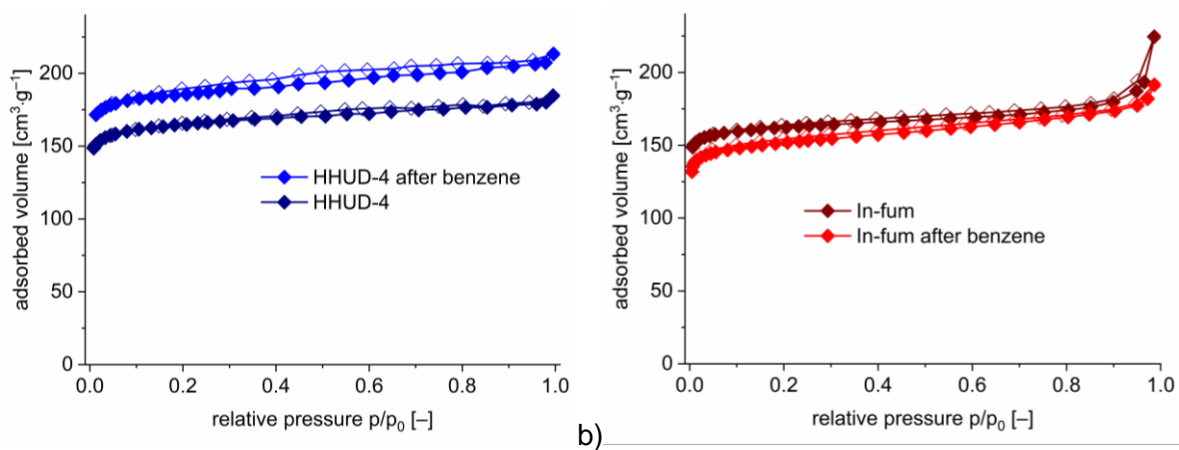 adsorbed volume [cm³·g⁻¹]
200
150
100
50
0
HHUD-4 after benzene
HHUD-4
0.0 0.2 0.4 0.6 0.8 1.0
relative pressure p/p₀ [–]
b)
adsorbed volume [cm³·g⁻¹]
200
150
100
50
0
In-fum
In-fum after benzene
0.0 0.2 0.4 0.6 0.8 1.0
relative pressure p/p₀ [–]